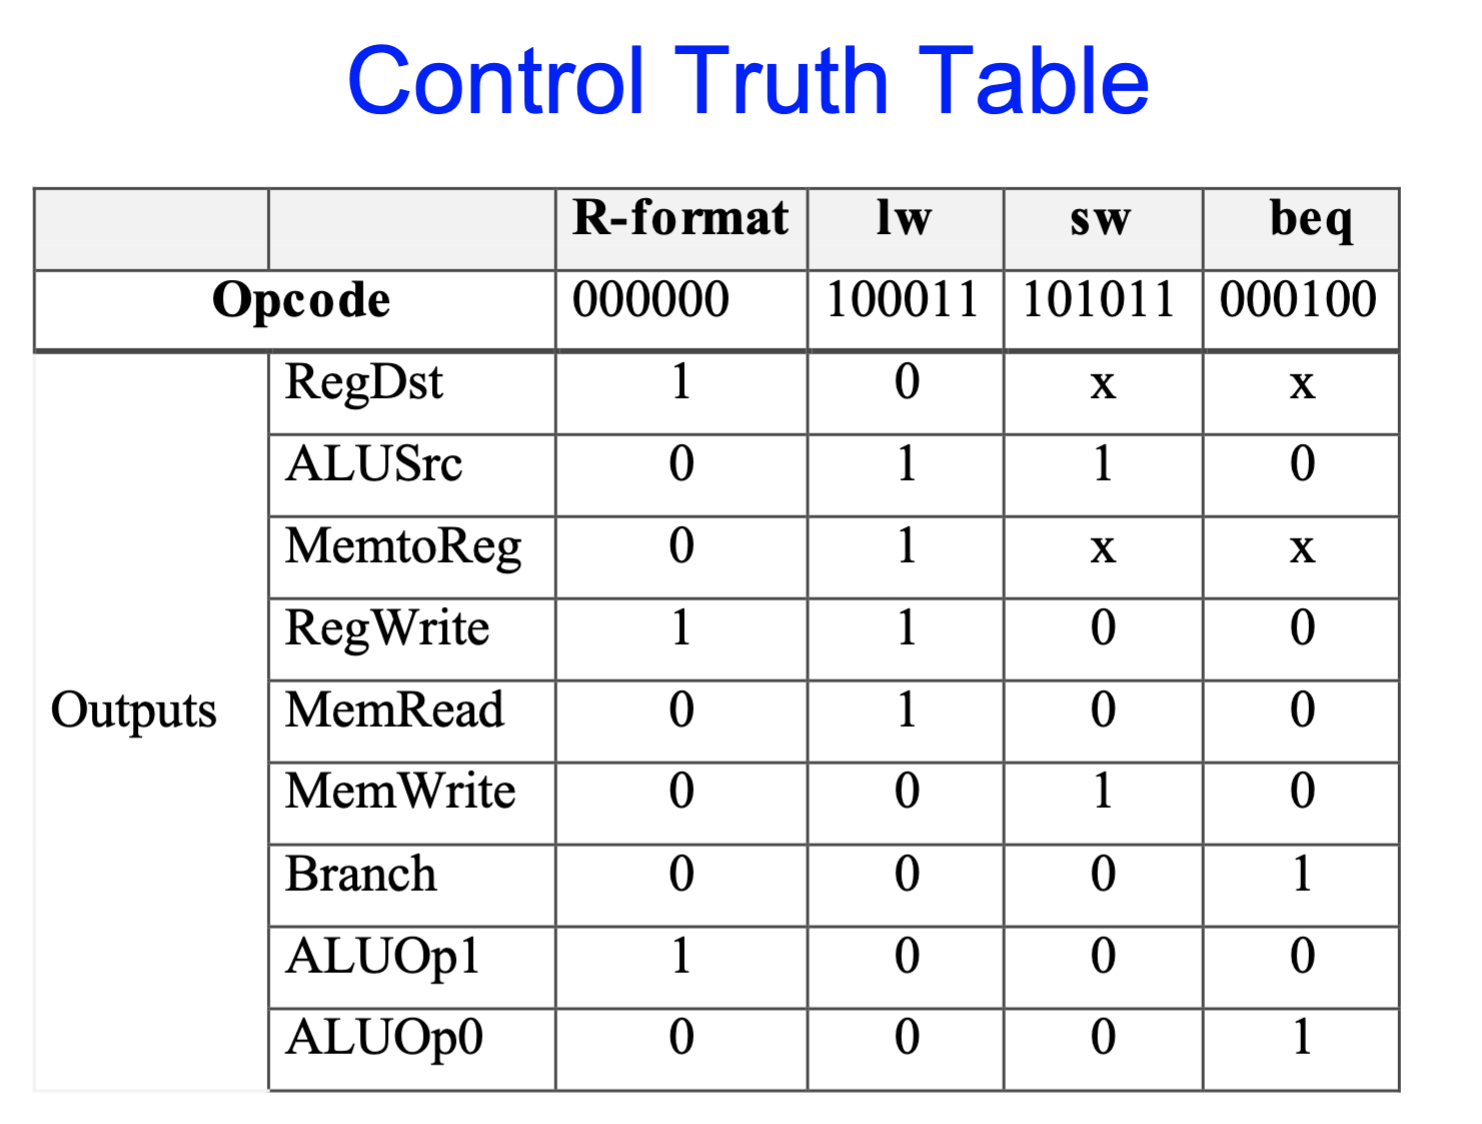 Control Truth Table
R-format lw sw beq
Opcode 000000 100011 101011 000100
RegDst 1 0 x x
ALUSrc 0 1 1 0
MemtoReg 0 1 x x
RegWrite 1 1 0 0
Outputs MemRead 0 1 0 0
MemWrite 0 0 1 0
Branch 0 0 0 1
ALUOp1 1 0 0 0
ALUOp0 0 0 0 1